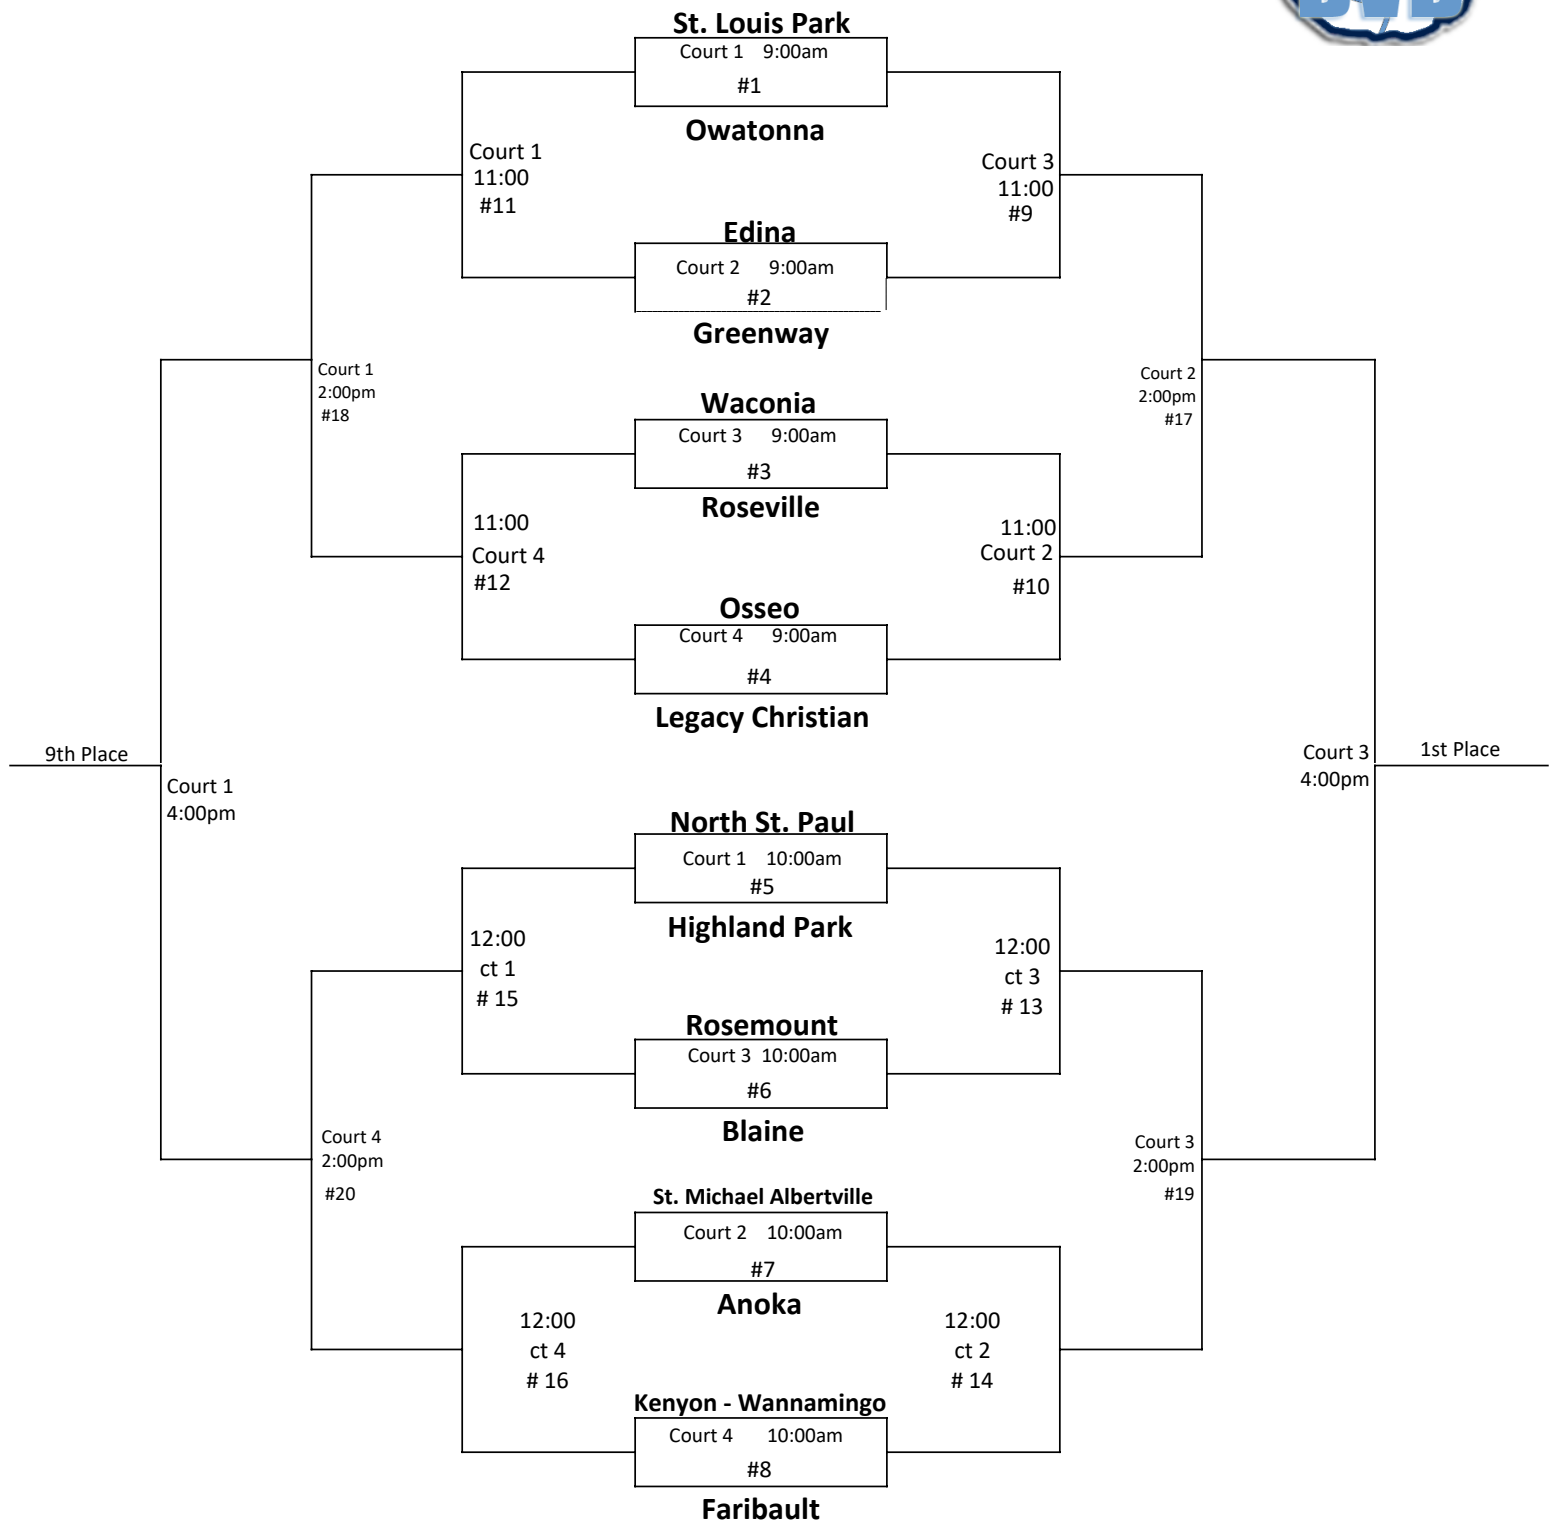 St. Louis Park
Court 1 9:00am
#1
Owatonna
Court 1
11:00
#11
Court 3
11:00
#9
Edina
Court 2 9:00am
#2
Greenway
Court 1
2:00pm
#18
Court 2
2:00pm
#17
Waconia
Court 3 9:00am
#3
Roseville
11:00
Court 4
#12
11:00
Court 2
#10
Osseo
Court 4 9:00am
#4
Legacy Christian
9th Place
Court 1
4:00pm
Court 3
4:00pm
1st Place
North St. Paul
Court 1 10:00am
#5
Highland Park
12:00
ct 1
# 15
12:00
ct 3
# 13
Rosemount
Court 3 10:00am
#6
Blaine
Court 4
2:00pm
#20
Court 3
2:00pm
#19
St. Michael Albertville
Court 2 10:00am
#7
Anoka
12:00
ct 4
# 16
12:00
ct 2
# 14
Kenyon - Wannamingo
Court 4 10:00am
#8
Faribault